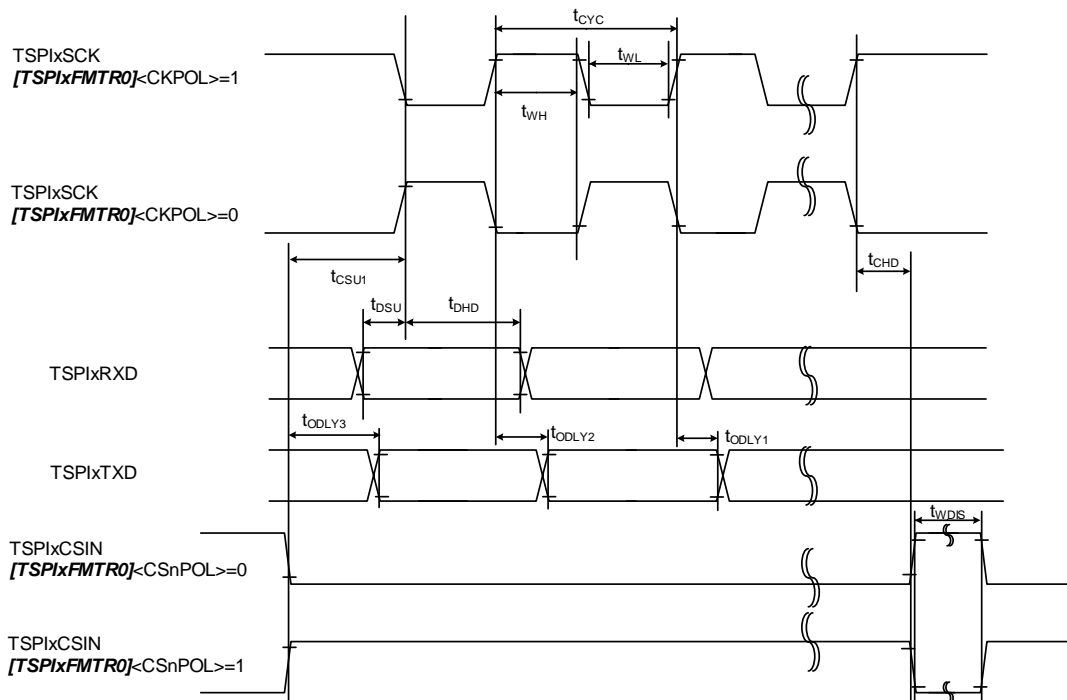 tCYC
TSPIxSCK
[TSPIxFMTR0]<CKPOL>=1
tWL
tWH
TSPIxSCK
[TSPIxFMTR0]<CKPOL>=0
tCSU1
tCHD
tDSU
tDHD
TSPIxRXD
tODLY3
tODLY2
tODLY1
TSPIxTXD
tWDIS
TSPIxCSIN
[TSPIxFMTR0]<CSnPOL>=0
TSPIxCSIN
[TSPIxFMTR0]<CSnPOL>=1